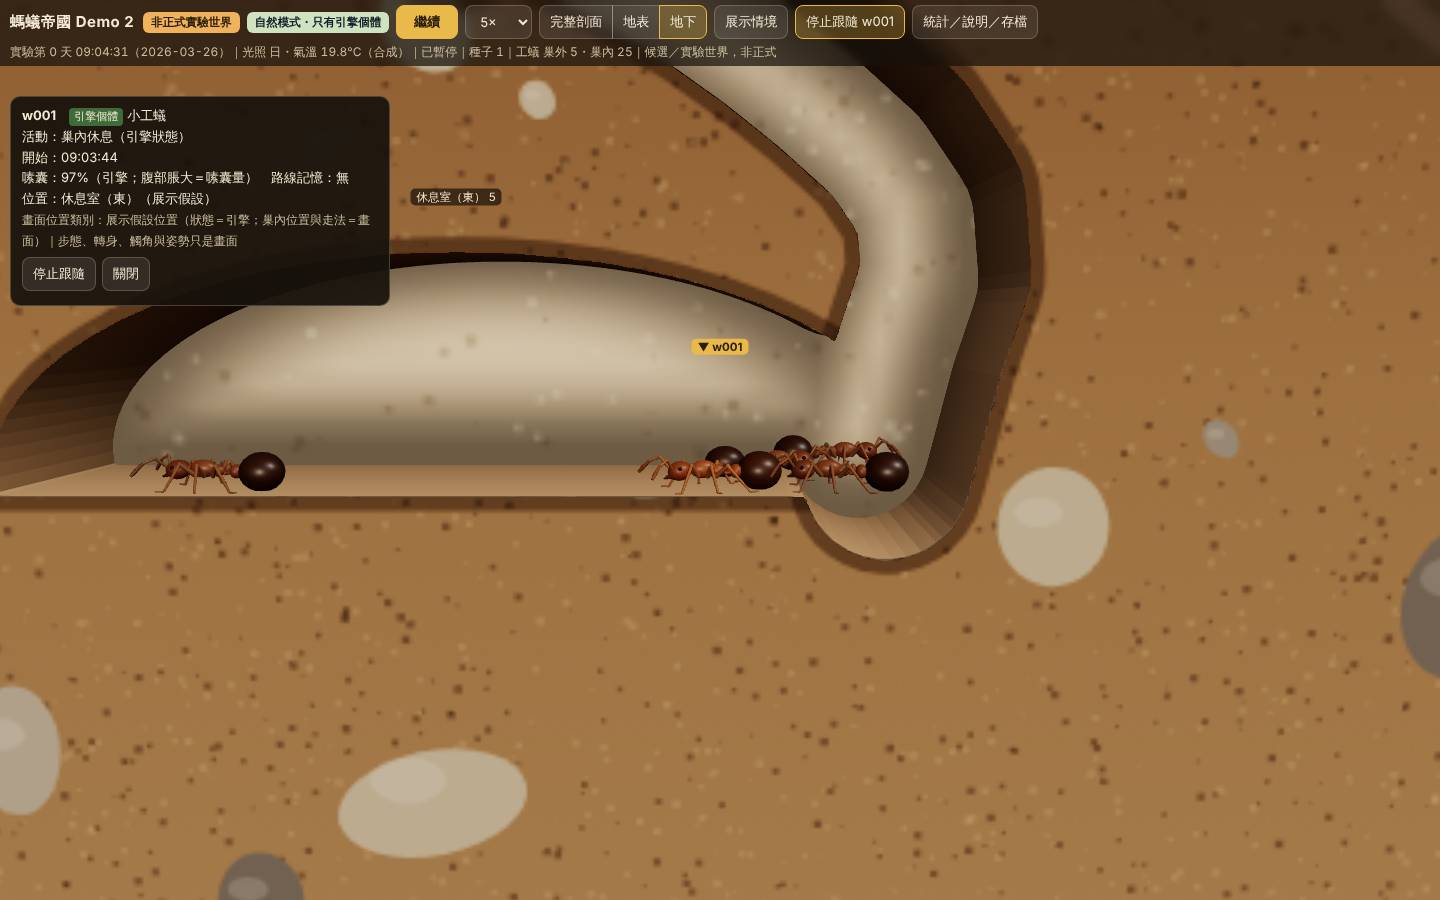 螞蟻帝國 Demo 2 非正式實驗世界 自然模式・只有引擎個體 繼續 5× 完整剖面 地表 地下 展示情境 停止跟隨 w001 統計／說明／存檔
實驗第 0 天 09:04:31（2026-03-26）｜光照 日・氣溫 19.8°C（合成）｜已暫停｜種子 1｜工蟻 巢外 5・巢內 25｜候選／實驗世界，非正式
w001 引擎個體 小工蟻
活動：巢內休息（引擎狀態）
開始：09:03:44
嗉囊：97%（引擎；腹部脹大＝嗉囊量） 路線記憶：無
位置：休息室（東）（展示假設）
畫面位置類別：展示假設位置（狀態＝引擎；巢內位置與走法＝畫
面）｜步態、轉身、觸角與姿勢只是畫面
停止跟隨 關閉
休息室（東） 5
▼ w001